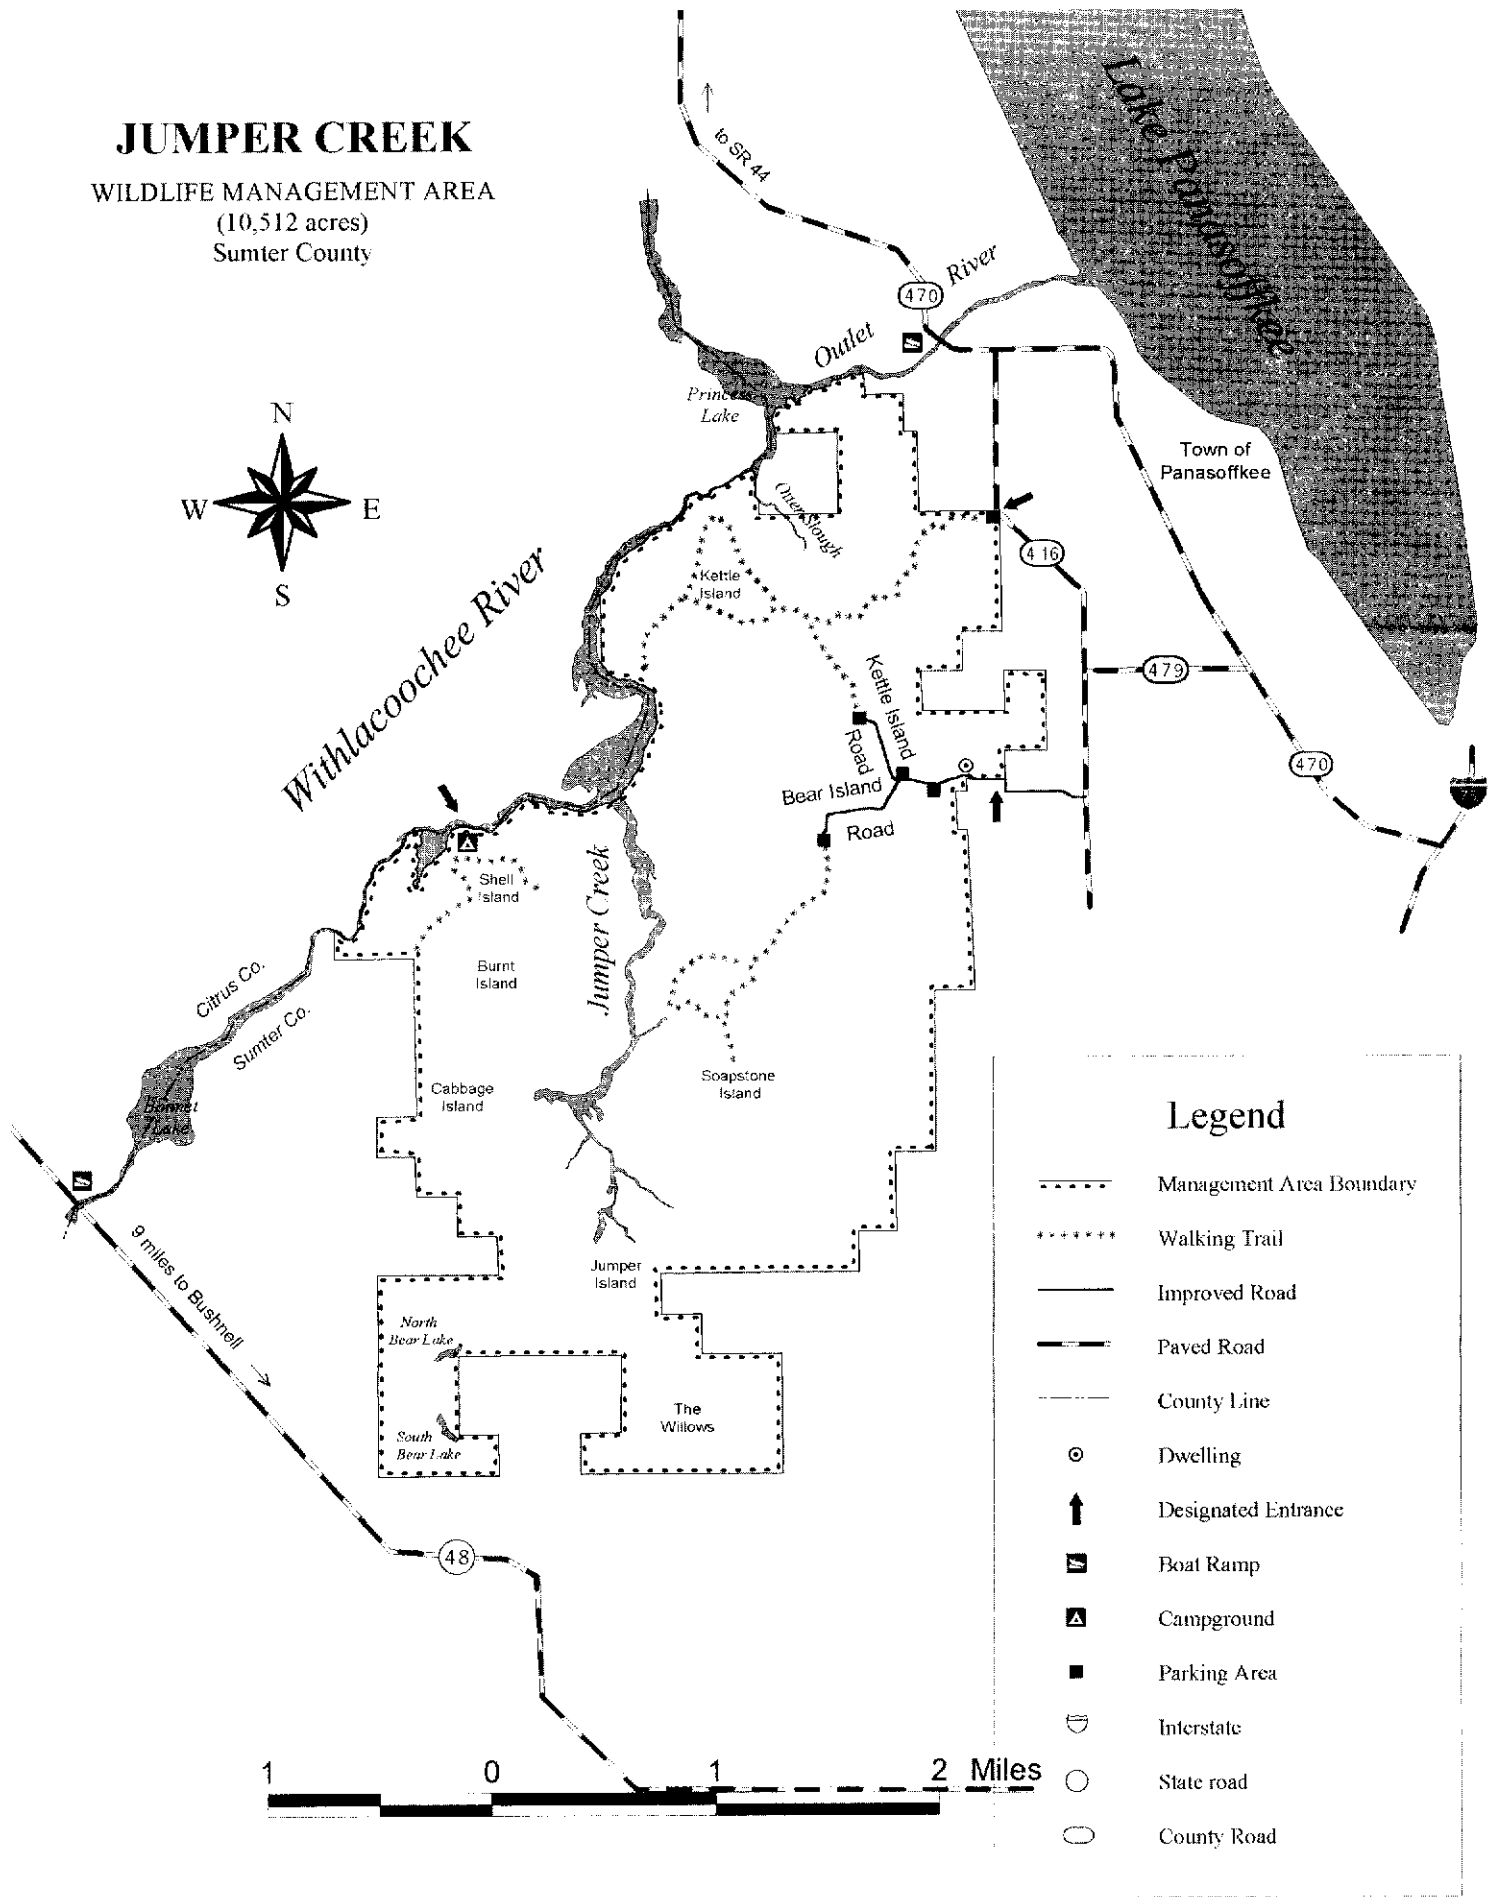 JUMPER CREEK
WILDLIFE MANAGEMENT AREA
(10,512 acres)
Sumter County
to SR 44
Lake Panasoffkee
470
Outlet River
Princess
Lake
Town of
Panasoffkee
N
W E
S
Outer Slough
416
Kettle
Island
Withlacoochee River
479
Kettle Island
Road
470
75
Bear Island
Road
Shell
Island
Jumper Creek
Burnt
Island
Citrus Co.
Sumter Co.
Cabbage
Island
Soapstone
Island
Bonnet
Lake
9 miles to Bushnell
Jumper
Island
North
Bear Lake
The
Willows
South
Bear Lake
48
Legend
Management Area Boundary
Walking Trail
Improved Road
Paved Road
County Line
Dwelling
Designated Entrance
Boat Ramp
Campground
Parking Area
Interstate
State road
County Road
1 0 1 2 Miles